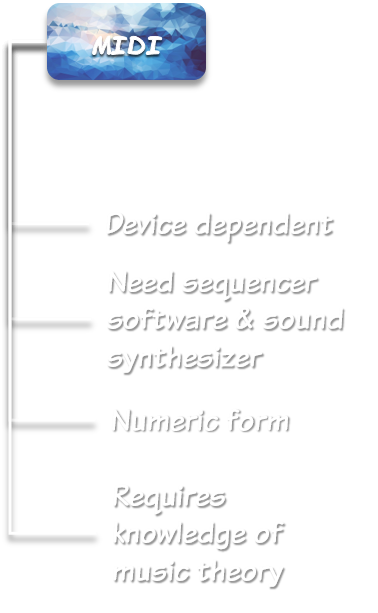 MIDI
Device dependent
Need sequencer
software & sound
synthesizer
Numeric form
Requires
knowledge of
music theory